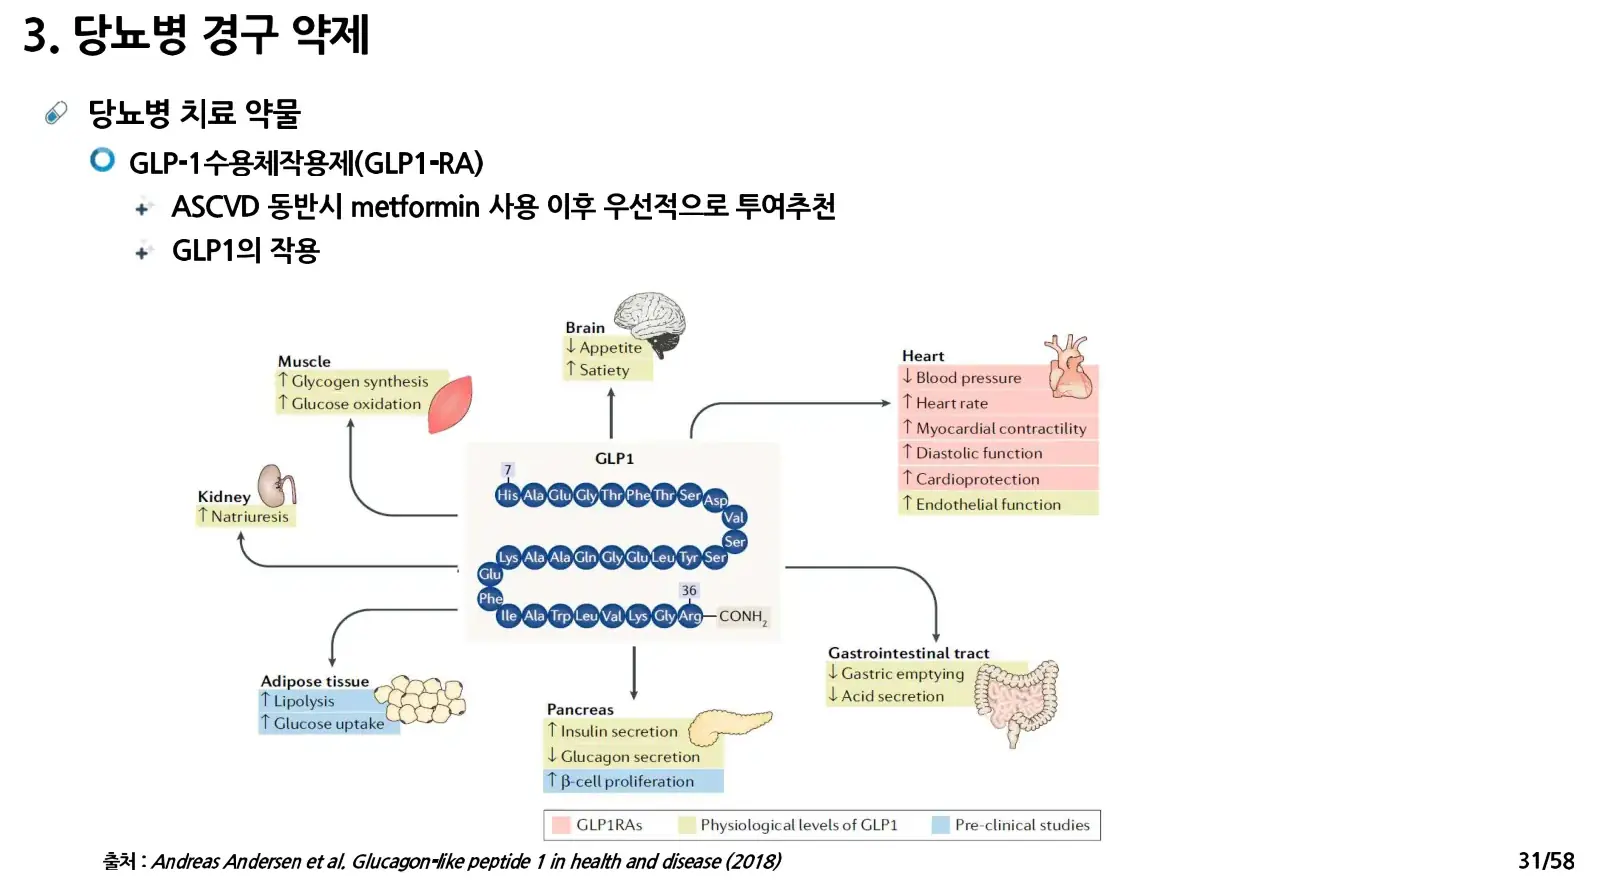 3. 당뇨병 경구 약제
당뇨병 치료 약물
GLP-1수용체작용제(GLP1-RA)
ASCVD 동반시 metformin 사용 이후 우선적으로 투여추천
GLP1의 작용
Brain
↓ Appetite
↑ Satiety
Muscle
↑ Glycogen synthesis
↑ Glucose oxidation
Heart
↓ Blood pressure
↑ Heart rate
↑ Myocardial contractility
↑ Diastolic function
↑ Cardioprotection
↑ Endothelial function
Kidney
↑ Natriuresis
GLP1
7
His Ala Glu Gly Thr Phe Thr Ser Asp
Val
Ser
Lys Ala Ala Gln Gly Glu Leu Tyr Ser
Glu
Phe
36
Ile Ala Trp Leu Val Lys Gly Arg CONH2
Adipose tissue
↑ Lipolysis
↑ Glucose uptake
Pancreas
↑ Insulin secretion
↓ Glucagon secretion
↑ β-cell proliferation
Gastrointestinal tract
↓ Gastric emptying
↓ Acid secretion
GLP1RAs Physiological levels of GLP1 Pre-clinical studies
출처 : Andreas Andersen et al. Glucagon-like peptide 1 in health and disease (2018)
31/58